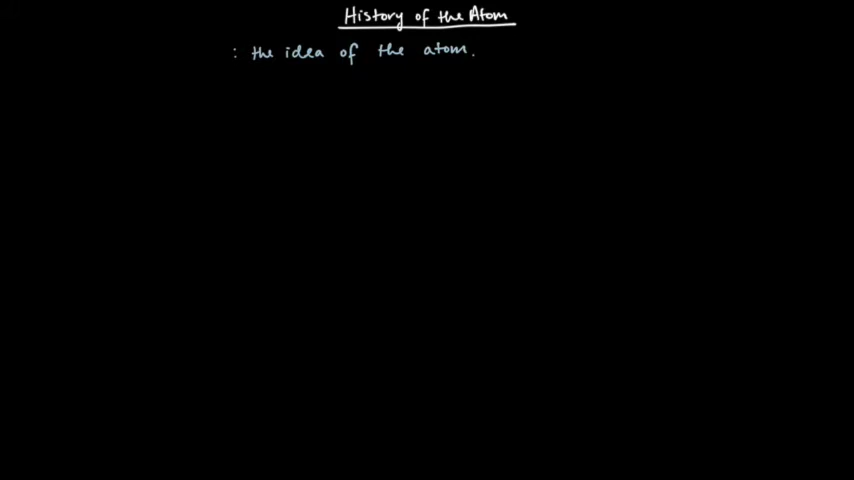 History of the Atom
: the idea of the atom.